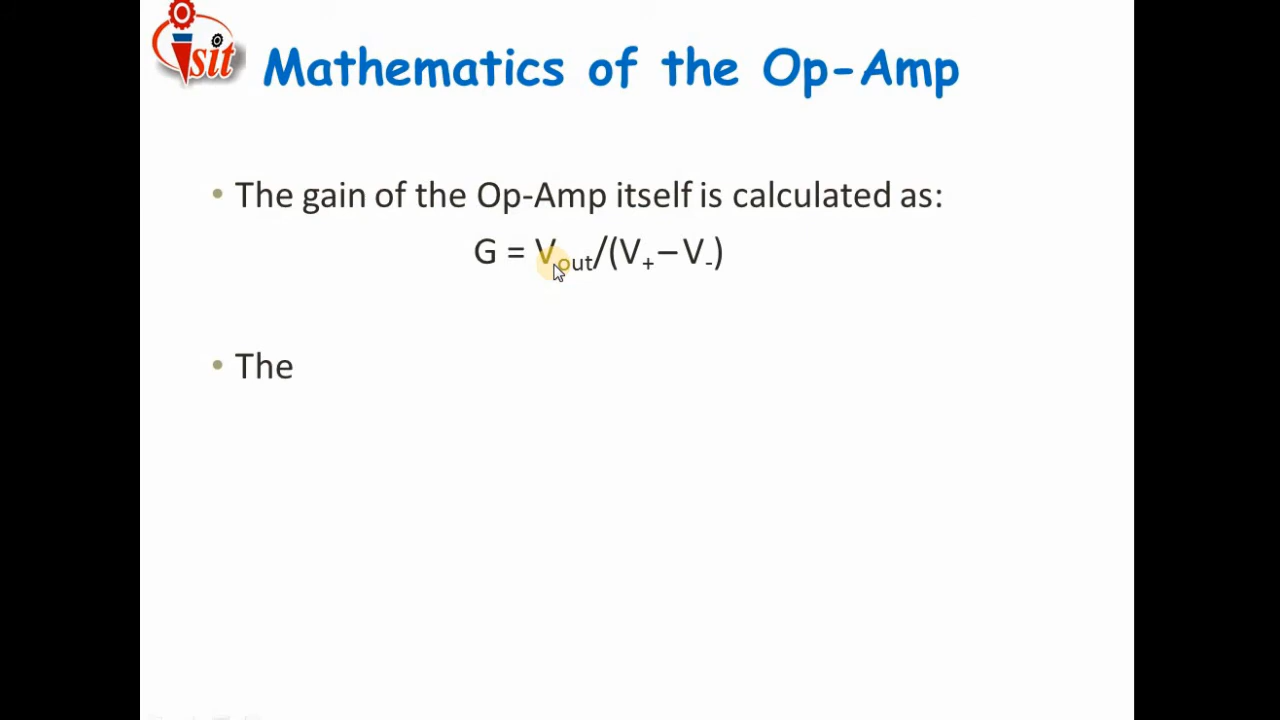 isit
Mathematics of the Op-Amp
• The gain of the Op-Amp itself is calculated as:
G = Vout/(V+ – V-)
• The